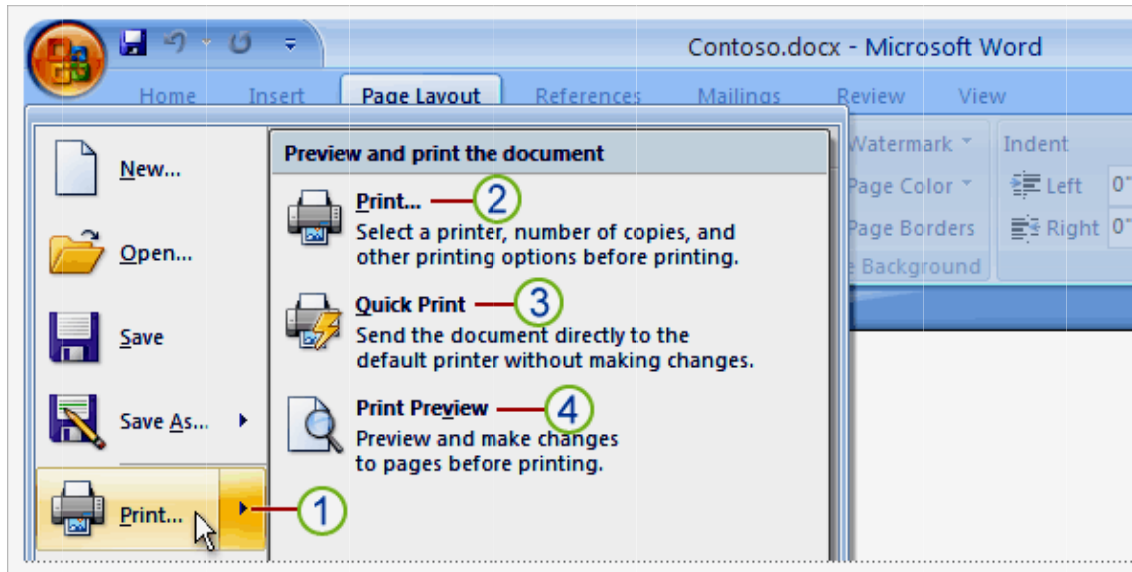 Contoso.docx - Microsoft Word
Home Insert Page Layout References Mailings Review View
Watermark Indent
Page Color Left 0"
Page Borders Right 0"
Background
New...
Open...
Save
Save As...
Print...
1
Preview and print the document
Print... 2
Select a printer, number of copies, and
other printing options before printing.
Quick Print 3
Send the document directly to the
default printer without making changes.
Print Preview 4
Preview and make changes
to pages before printing.